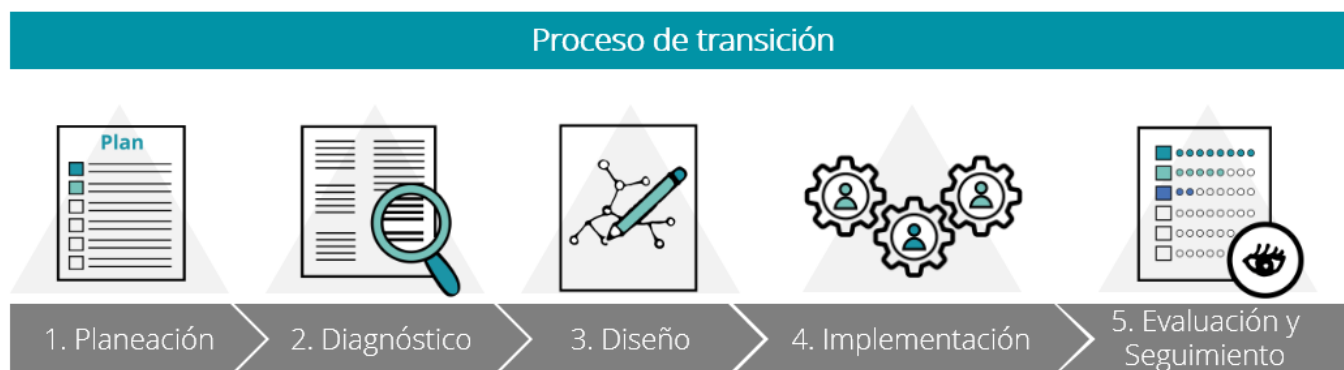 Proceso de transición
Plan
1. Planeación
2. Diagnóstico
3. Diseño
4. Implementación
5. Evaluación y
Seguimiento